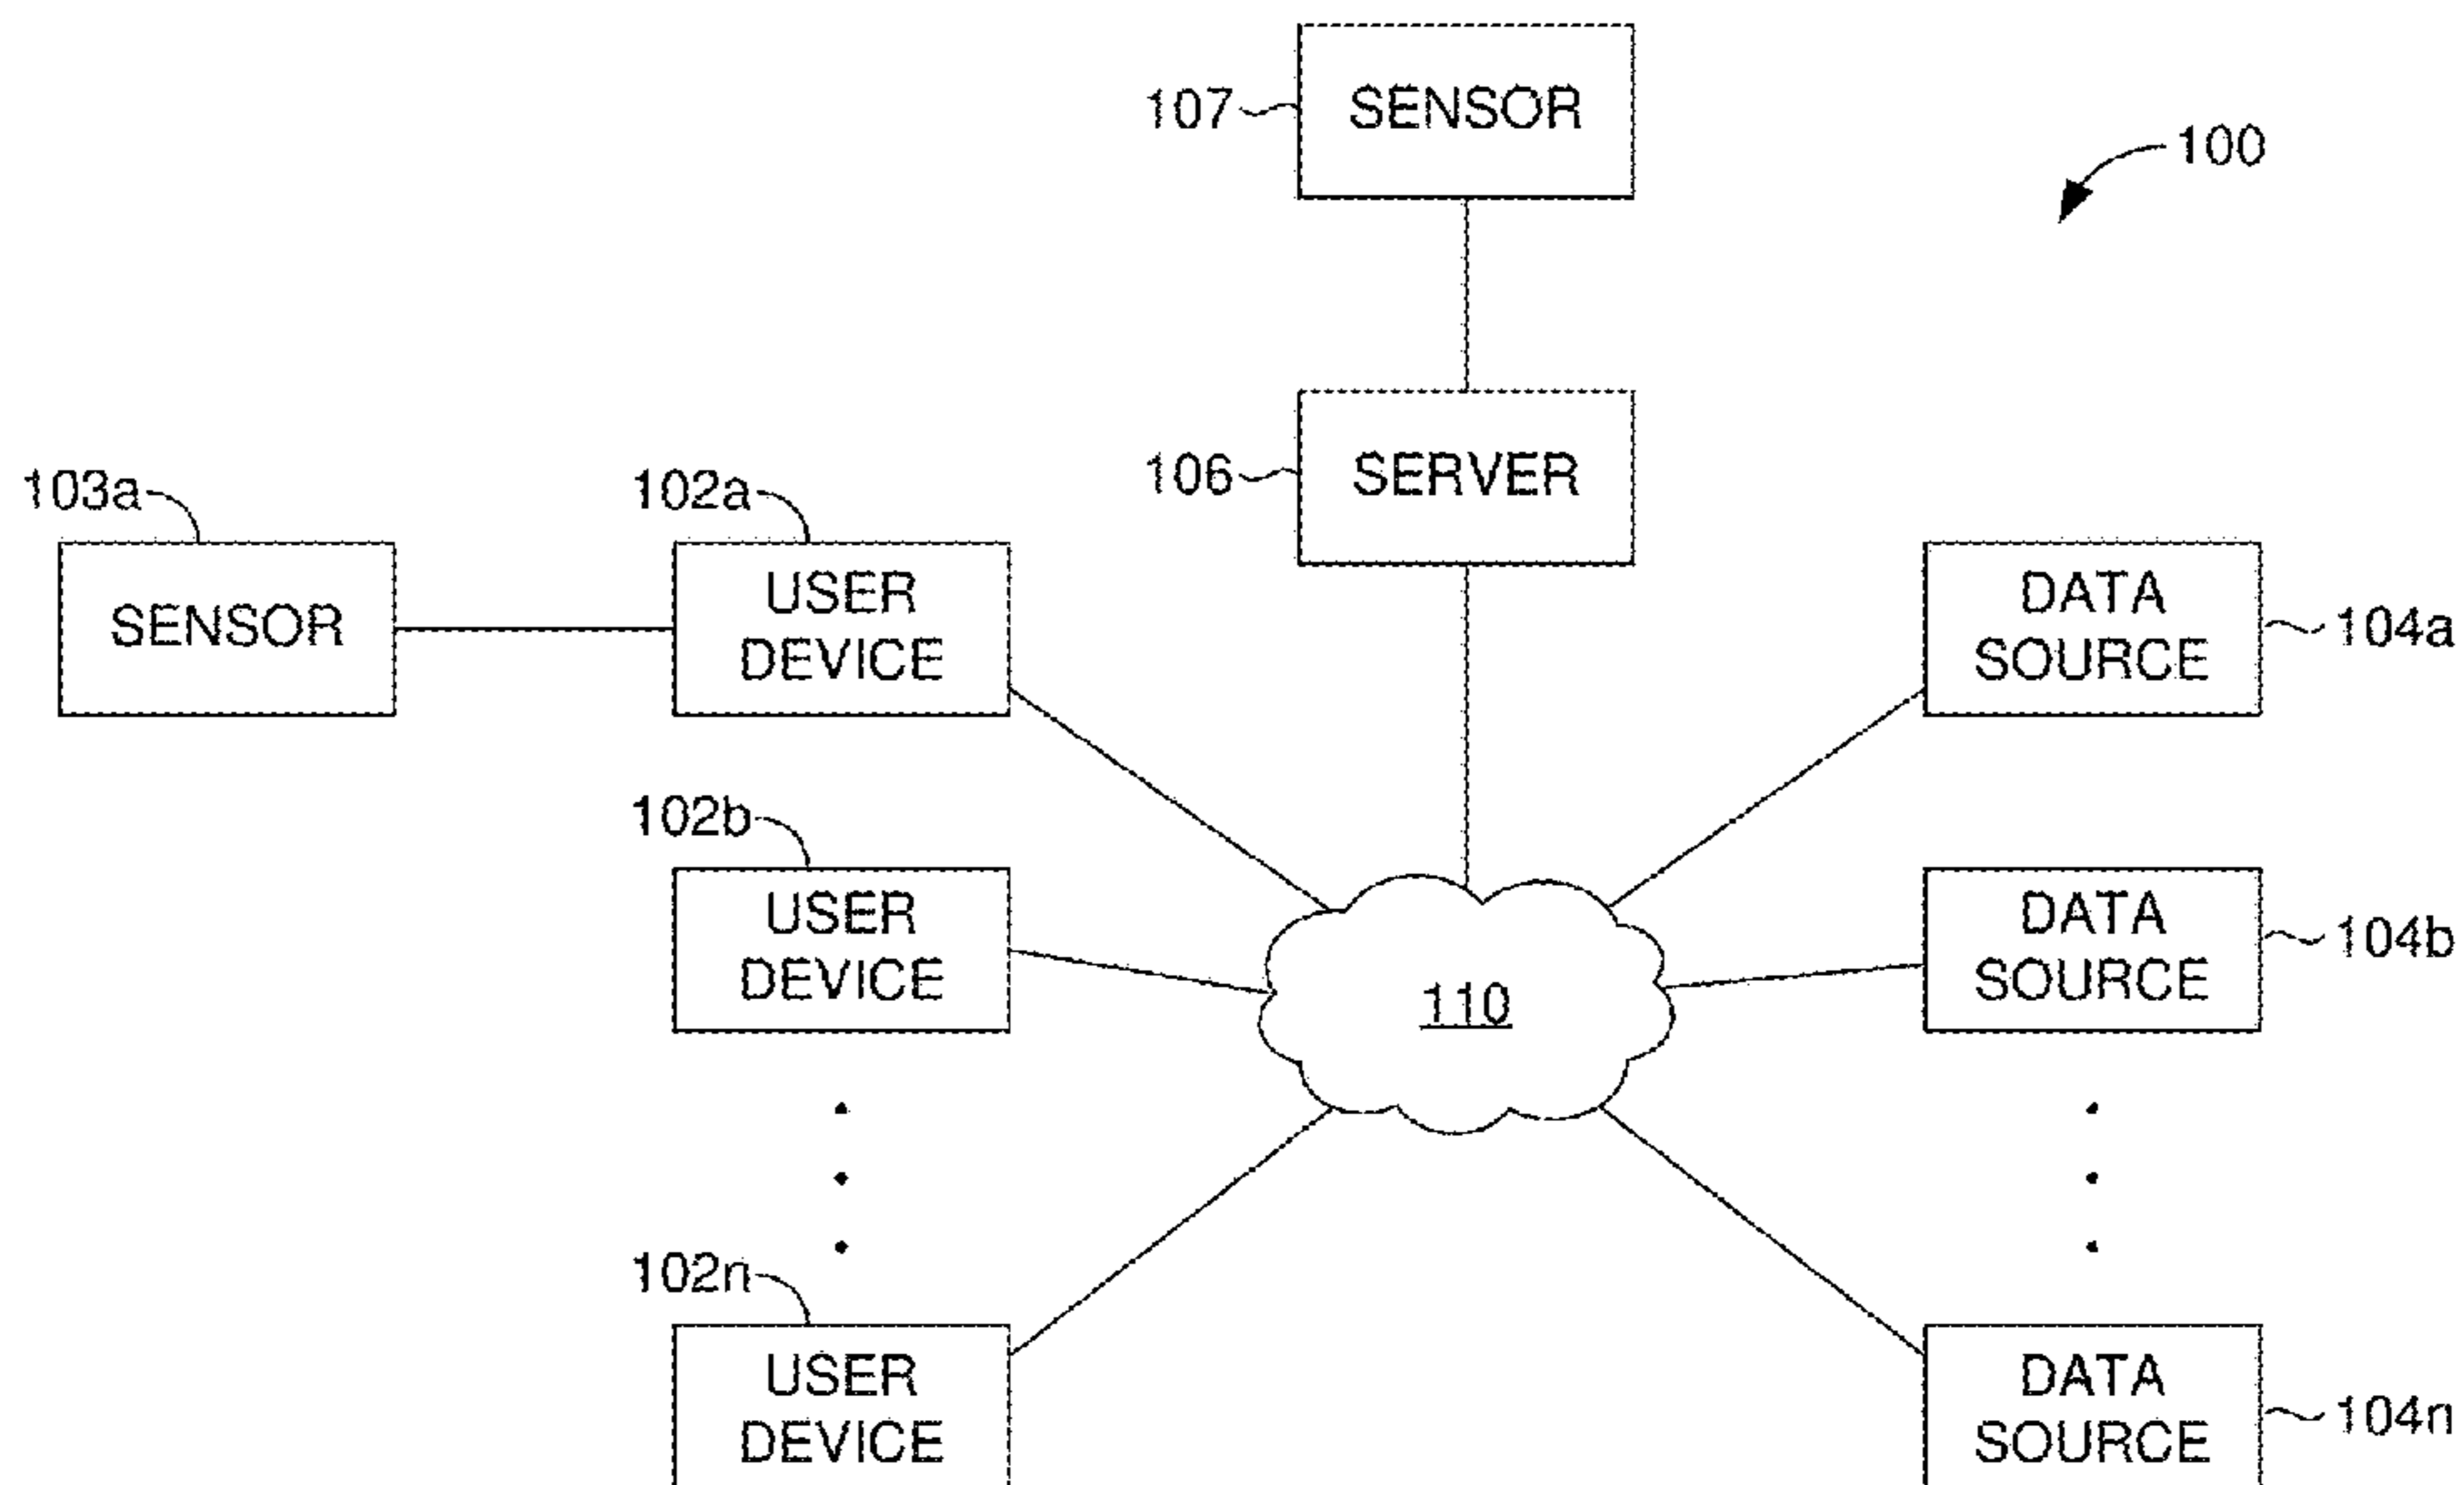 107
SENSOR
100
106
SERVER
103a
102a
SENSOR
USER
DEVICE
DATA
SOURCE
104a
102b
USER
DEVICE
110
DATA
SOURCE
104b
102n
USER
DEVICE
DATA
SOURCE
104n